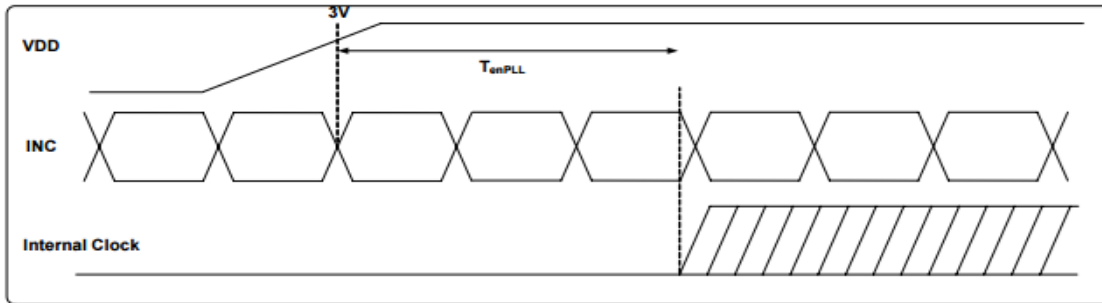 3V
VDD
TenPLL
INC
Internal Clock